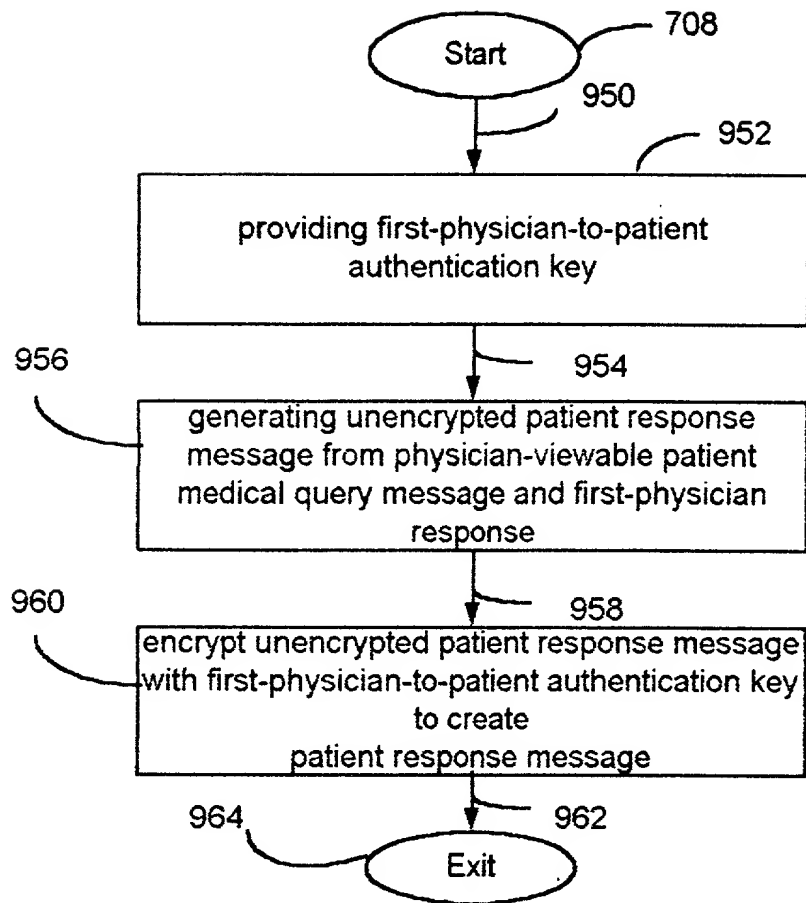 708
Start
950
952
providing first-physician-to-patient
authentication key
954
956
generating unencrypted patient response
message from physician-viewable patient
medical query message and first-physician
response
958
960
encrypt unencrypted patient response message
with first-physician-to-patient authentication key
to create
patient response message
962
964
Exit